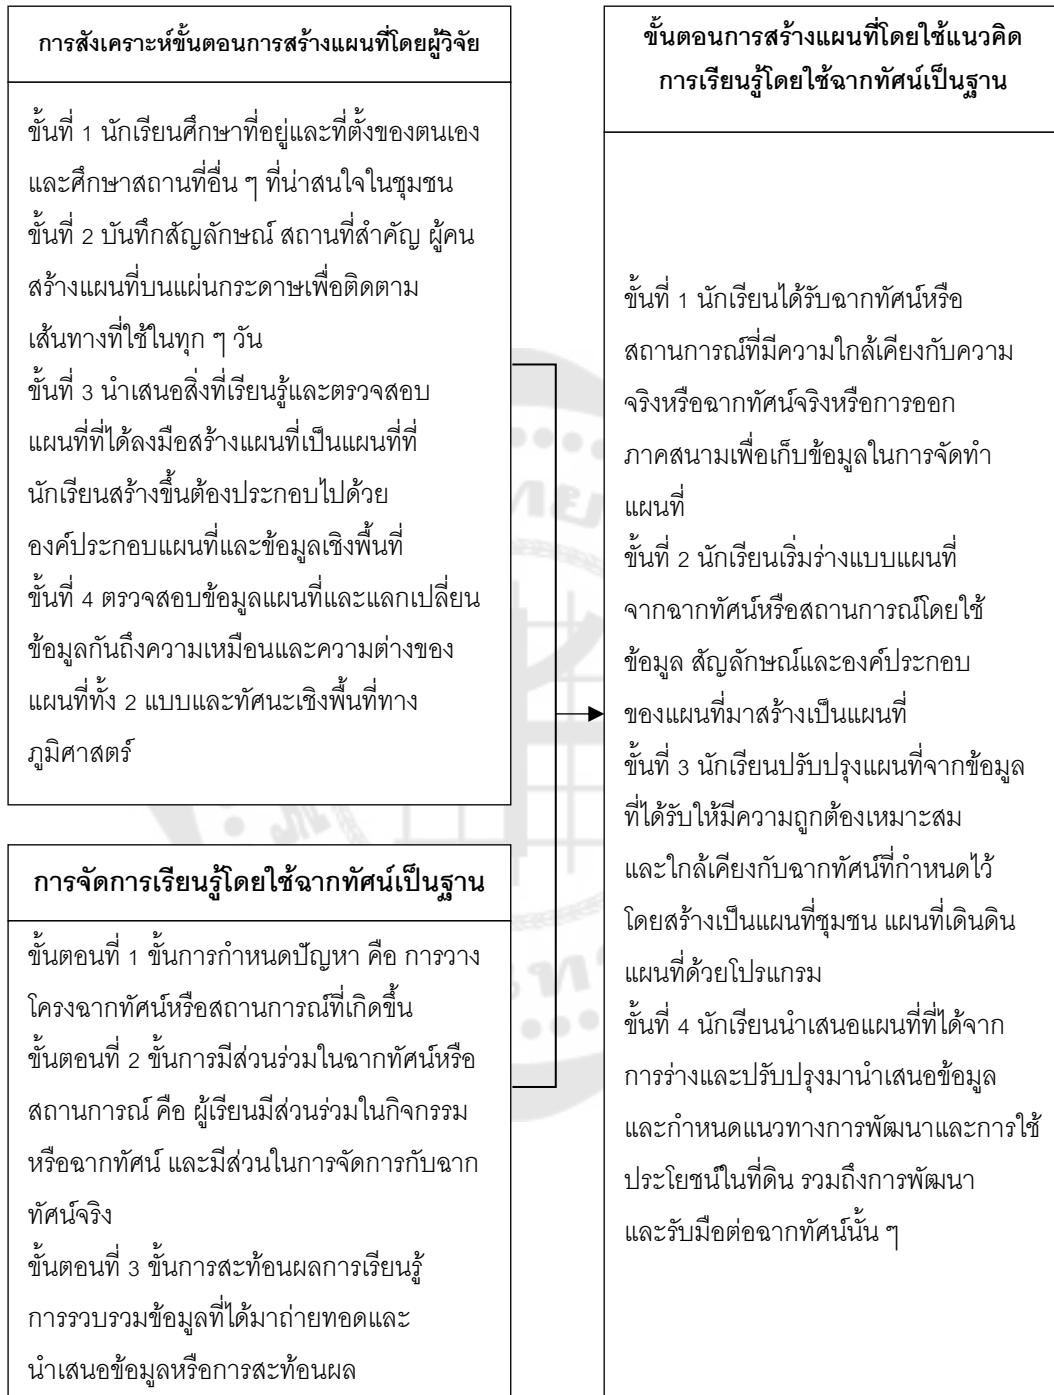 การสังเคราะห์ขั้นตอนการสร้างแผนที่โดยผู้วิจัย
ขั้นที่ 1 นักเรียนศึกษาที่อยู่และที่ตั้งของตนเอง
และศึกษาสถานที่อื่น ๆ ที่น่าสนใจในชุมชน
ขั้นที่ 2 บันทึกสัญลักษณ์ สถานที่สำคัญ ผู้คน
สร้างแผนที่บนแผ่นกระดาษเพื่อติดตาม
เส้นทางที่ใช้ในทุก ๆ วัน
ขั้นที่ 3 นำเสนอสิ่งที่เรียนรู้และตรวจสอบ
แผนที่ที่ได้ลงมือสร้างแผนที่เป็นแผนที่ที่
นักเรียนสร้างขึ้นต้องประกอบไปด้วย
องค์ประกอบแผนที่และข้อมูลเชิงพื้นที่
ขั้นที่ 4 ตรวจสอบข้อมูลแผนที่และแลกเปลี่ยน
ข้อมูลกันถึงความเหมือนและความต่างของ
แผนที่ทั้ง 2 แบบและทัศนะเชิงพื้นที่ทาง
ภูมิศาสตร์
การจัดการเรียนรู้โดยใช้ฉากทัศน์เป็นฐาน
ขั้นตอนที่ 1 ขั้นการกำหนดปัญหา คือ การวาง
โครงฉากทัศน์หรือสถานการณ์ที่เกิดขึ้น
ขั้นตอนที่ 2 ขั้นการมีส่วนร่วมในฉากทัศน์หรือ
สถานการณ์ คือ ผู้เรียนมีส่วนร่วมในกิจกรรม
หรือฉากทัศน์ และมีส่วนในการจัดการกับฉาก
ทัศน์จริง
ขั้นตอนที่ 3 ขั้นการสะท้อนผลการเรียนรู้
การรวบรวมข้อมูลที่ได้มาถ่ายทอดและ
นำเสนอข้อมูลหรือการสะท้อนผล
ขั้นตอนการสร้างแผนที่โดยใช้แนวคิด
การเรียนรู้โดยใช้ฉากทัศน์เป็นฐาน
ขั้นที่ 1 นักเรียนได้รับฉากทัศน์หรือ
สถานการณ์ที่มีความใกล้เคียงกับความ
จริงหรือฉากทัศน์จริงหรือการออก
ภาคสนามเพื่อเก็บข้อมูลในการจัดทำ
แผนที่
ขั้นที่ 2 นักเรียนเริ่มร่างแบบแผนที่
จากฉากทัศน์หรือสถานการณ์โดยใช้
ข้อมูล สัญลักษณ์และองค์ประกอบ
ของแผนที่มาสร้างเป็นแผนที่
ขั้นที่ 3 นักเรียนปรับปรุงแผนที่จากข้อมูล
ที่ได้รับให้มีความถูกต้องเหมาะสม
และใกล้เคียงกับฉากทัศน์ที่กำหนดไว้
โดยสร้างเป็นแผนที่ชุมชน แผนที่เดินดิน
แผนที่ด้วยโปรแกรม
ขั้นที่ 4 นักเรียนนำเสนอแผนที่ที่ได้จาก
การร่างและปรับปรุงมานำเสนอข้อมูล
และกำหนดแนวทางการพัฒนาและการใช้
ประโยชน์ในที่ดิน รวมถึงการพัฒนา
และรับมือต่อฉากทัศน์นั้น ๆ